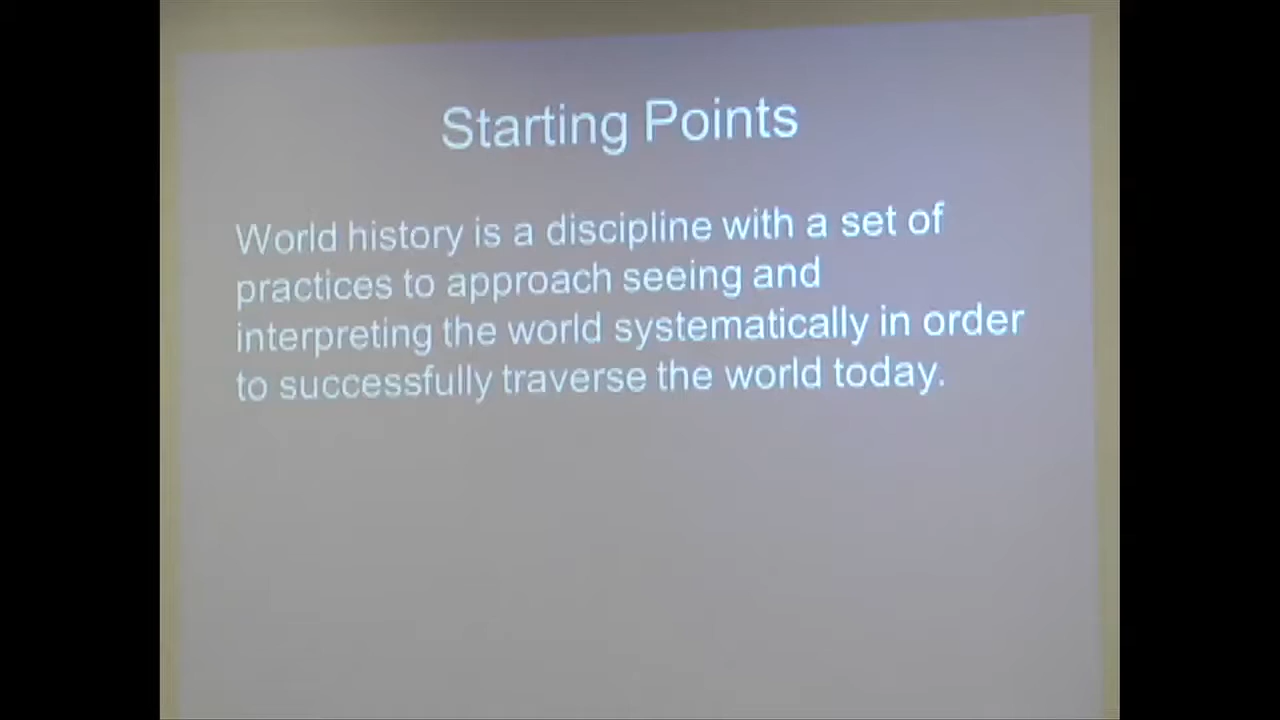 Starting Points
World history is a discipline with a set of
practices to approach seeing and
interpreting the world systematically in order
to successfully traverse the world today.